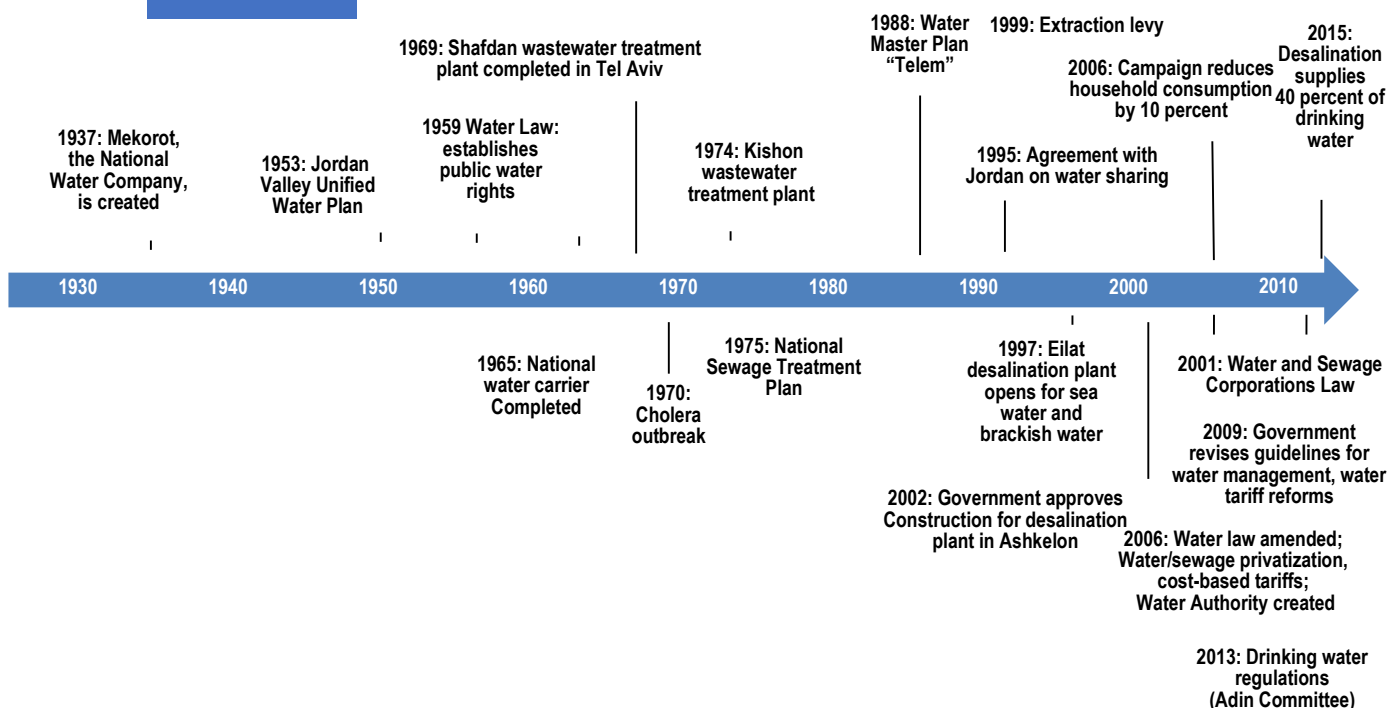 1937: Mekorot,
the National
Water Company,
is created
1953: Jordan
Valley Unified
Water Plan
1959 Water Law:
establishes
public water
rights
1969: Shafdan wastewater treatment
plant completed in Tel Aviv
1974: Kishon
wastewater
treatment plant
1988: Water
Master Plan
“Telem”
1999: Extraction levy
1995: Agreement with
Jordan on water sharing
2006: Campaign reduces
household consumption
by 10 percent
2015:
Desalination
supplies
40 percent of
drinking
water
1930
1940
1950
1960
1970
1980
1990
2000
2010
1965: National
water carrier
Completed
1970:
Cholera
outbreak
1975: National
Sewage Treatment
Plan
1997: Eilat
desalination plant
opens for sea
water and
brackish water
2002: Government approves
Construction for desalination
plant in Ashkelon
2001: Water and Sewage
Corporations Law
2009: Government
revises guidelines for
water management, water
tariff reforms
2006: Water law amended;
Water/sewage privatization,
cost-based tariffs;
Water Authority created
2013: Drinking water
regulations
(Adin Committee)